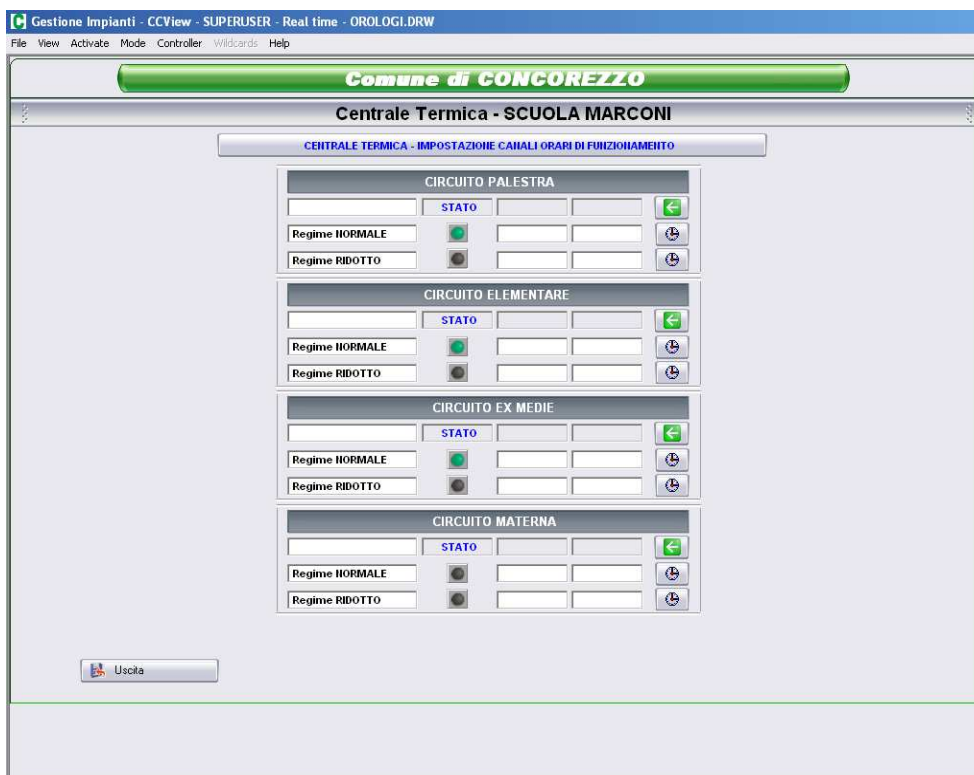 Gestione Impianti - CCView - SUPERUSER - Real time - OROLOGI.DRW
File View Activate Mode Controller Wildcards Help
Comune di CONCOREZZO
Centrale Termica - SCUOLA MARCONI
CENTRALE TERMICA - IMPOSTAZIONE CANALI ORARI DI FUNZIONAMENTO
CIRCUITO PALESTRA
STATO
Regime NORMALE
Regime RIDOTTO
CIRCUITO ELEMENTARE
STATO
Regime NORMALE
Regime RIDOTTO
CIRCUITO EX MEDIE
STATO
Regime NORMALE
Regime RIDOTTO
CIRCUITO MATERNA
STATO
Regime NORMALE
Regime RIDOTTO
Uscita